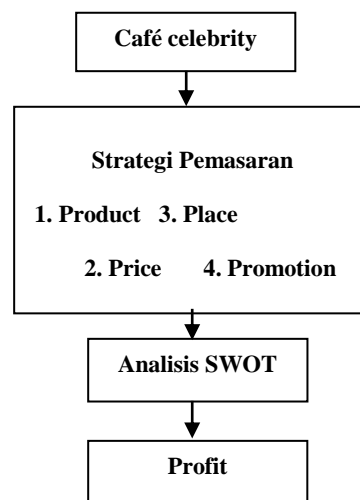 Café celebrity
Strategi Pemasaran
1. Product 3. Place
2. Price 4. Promotion
Analisis SWOT
Profit